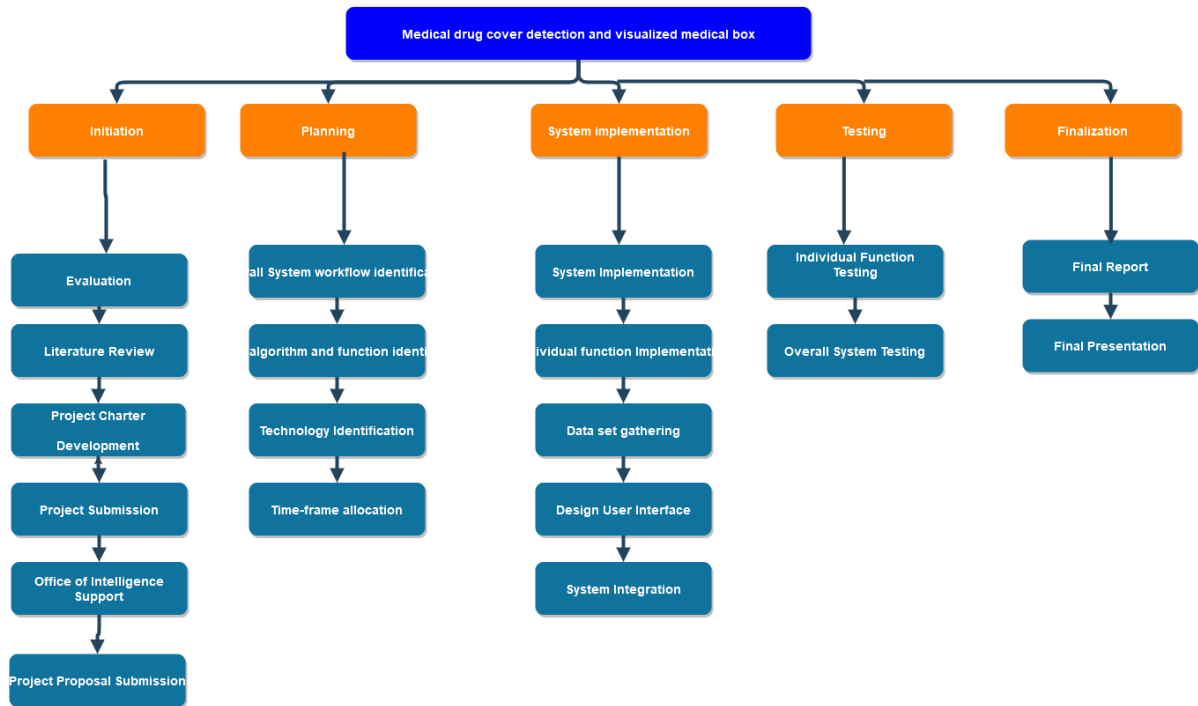 Medical drug cover detection and visualized medical box
Initiation
Planning
System implementation
Testing
Finalization
Evaluation
Literature Review
Project Charter
Development
Project Submission
Office of Intelligence
Support
Project Proposal Submission
System workflow
algorithm and function
Technology Identification
Time-frame allocation
System Implementation
function
Data set gathering
Design User Interface
System Integration
Individual Function
Testing
Overall System Testing
Final Report
Final Presentation